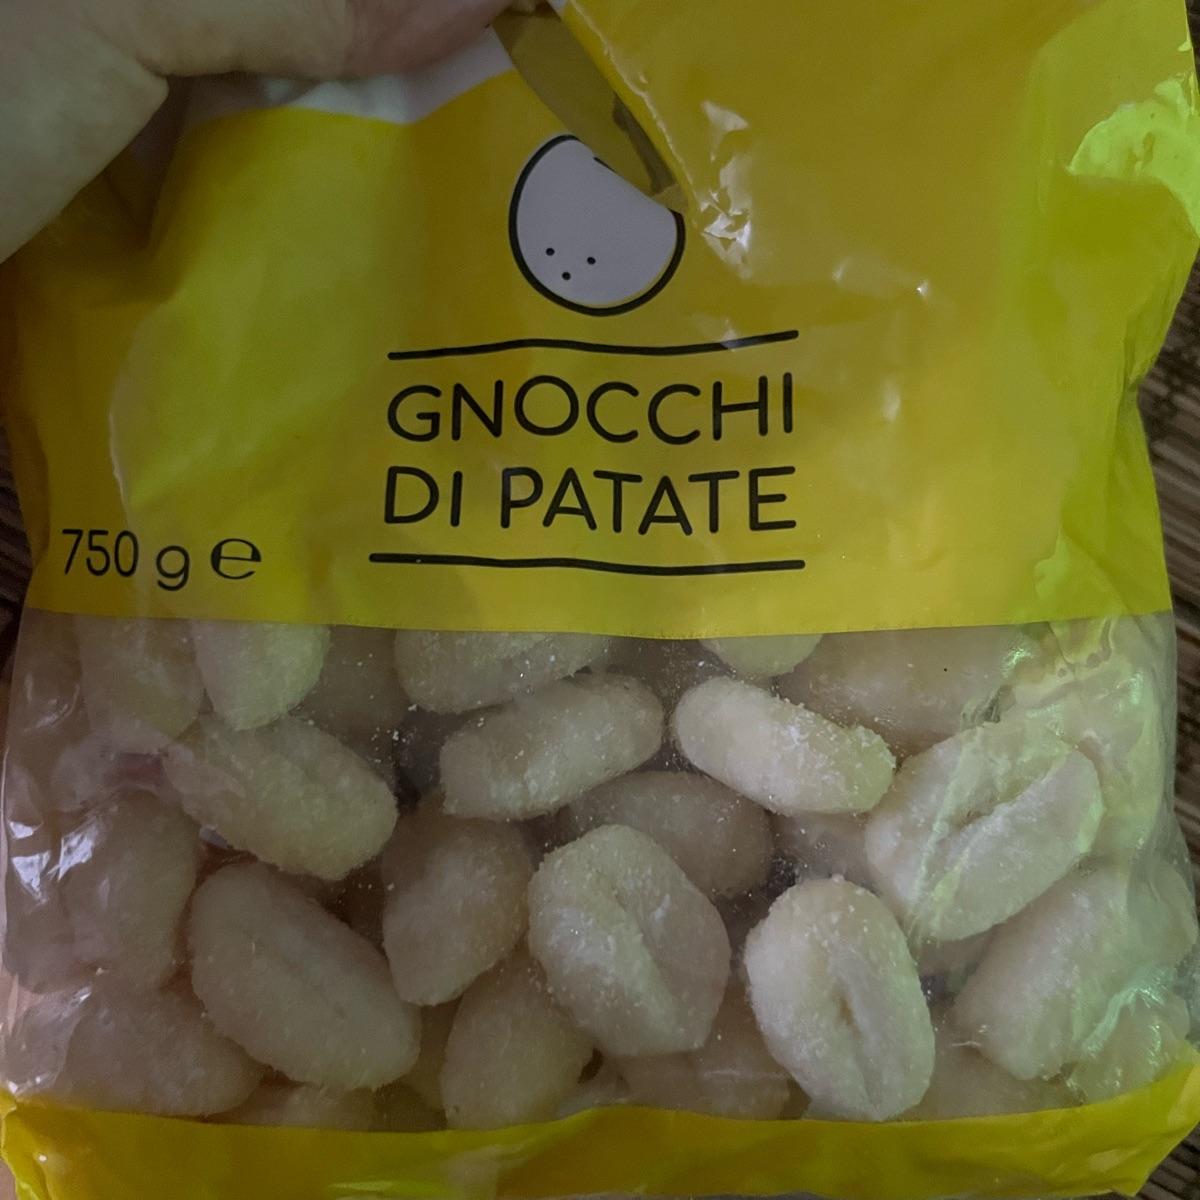 GNOCCHI
DI PATATE
750 g ℮